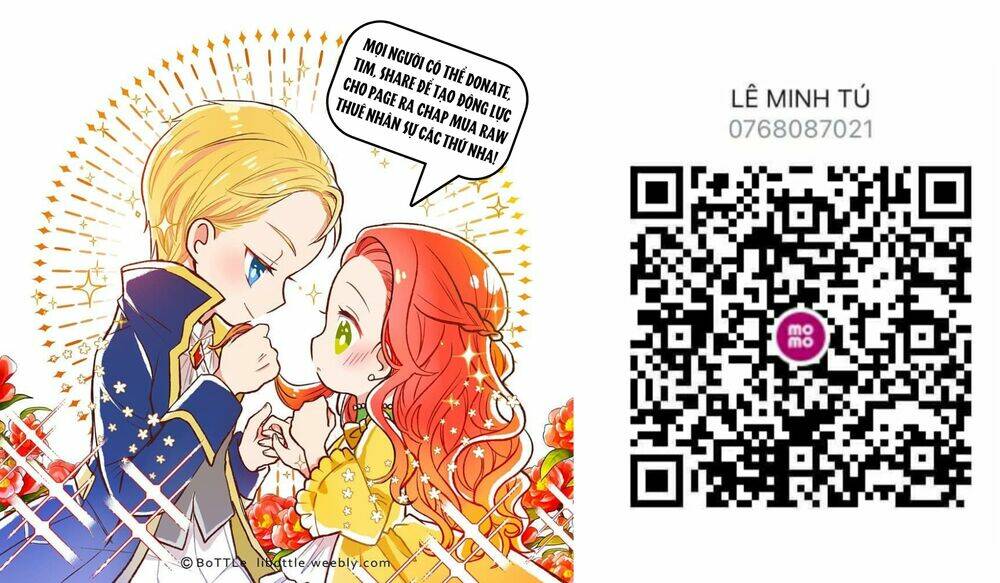 MỌI NGƯỜI CÓ THỂ DONATE,
TIM, SHARE ĐỂ TẠO ĐỘNG LỰC
CHO PAGE RA CHAP MUA RAW
THUÊ NHÂN SỰ CÁC THỨ NHA!
LÊ MINH TÚ
0768087021
mo
mo
© BoTTLe libottle.weebly.com